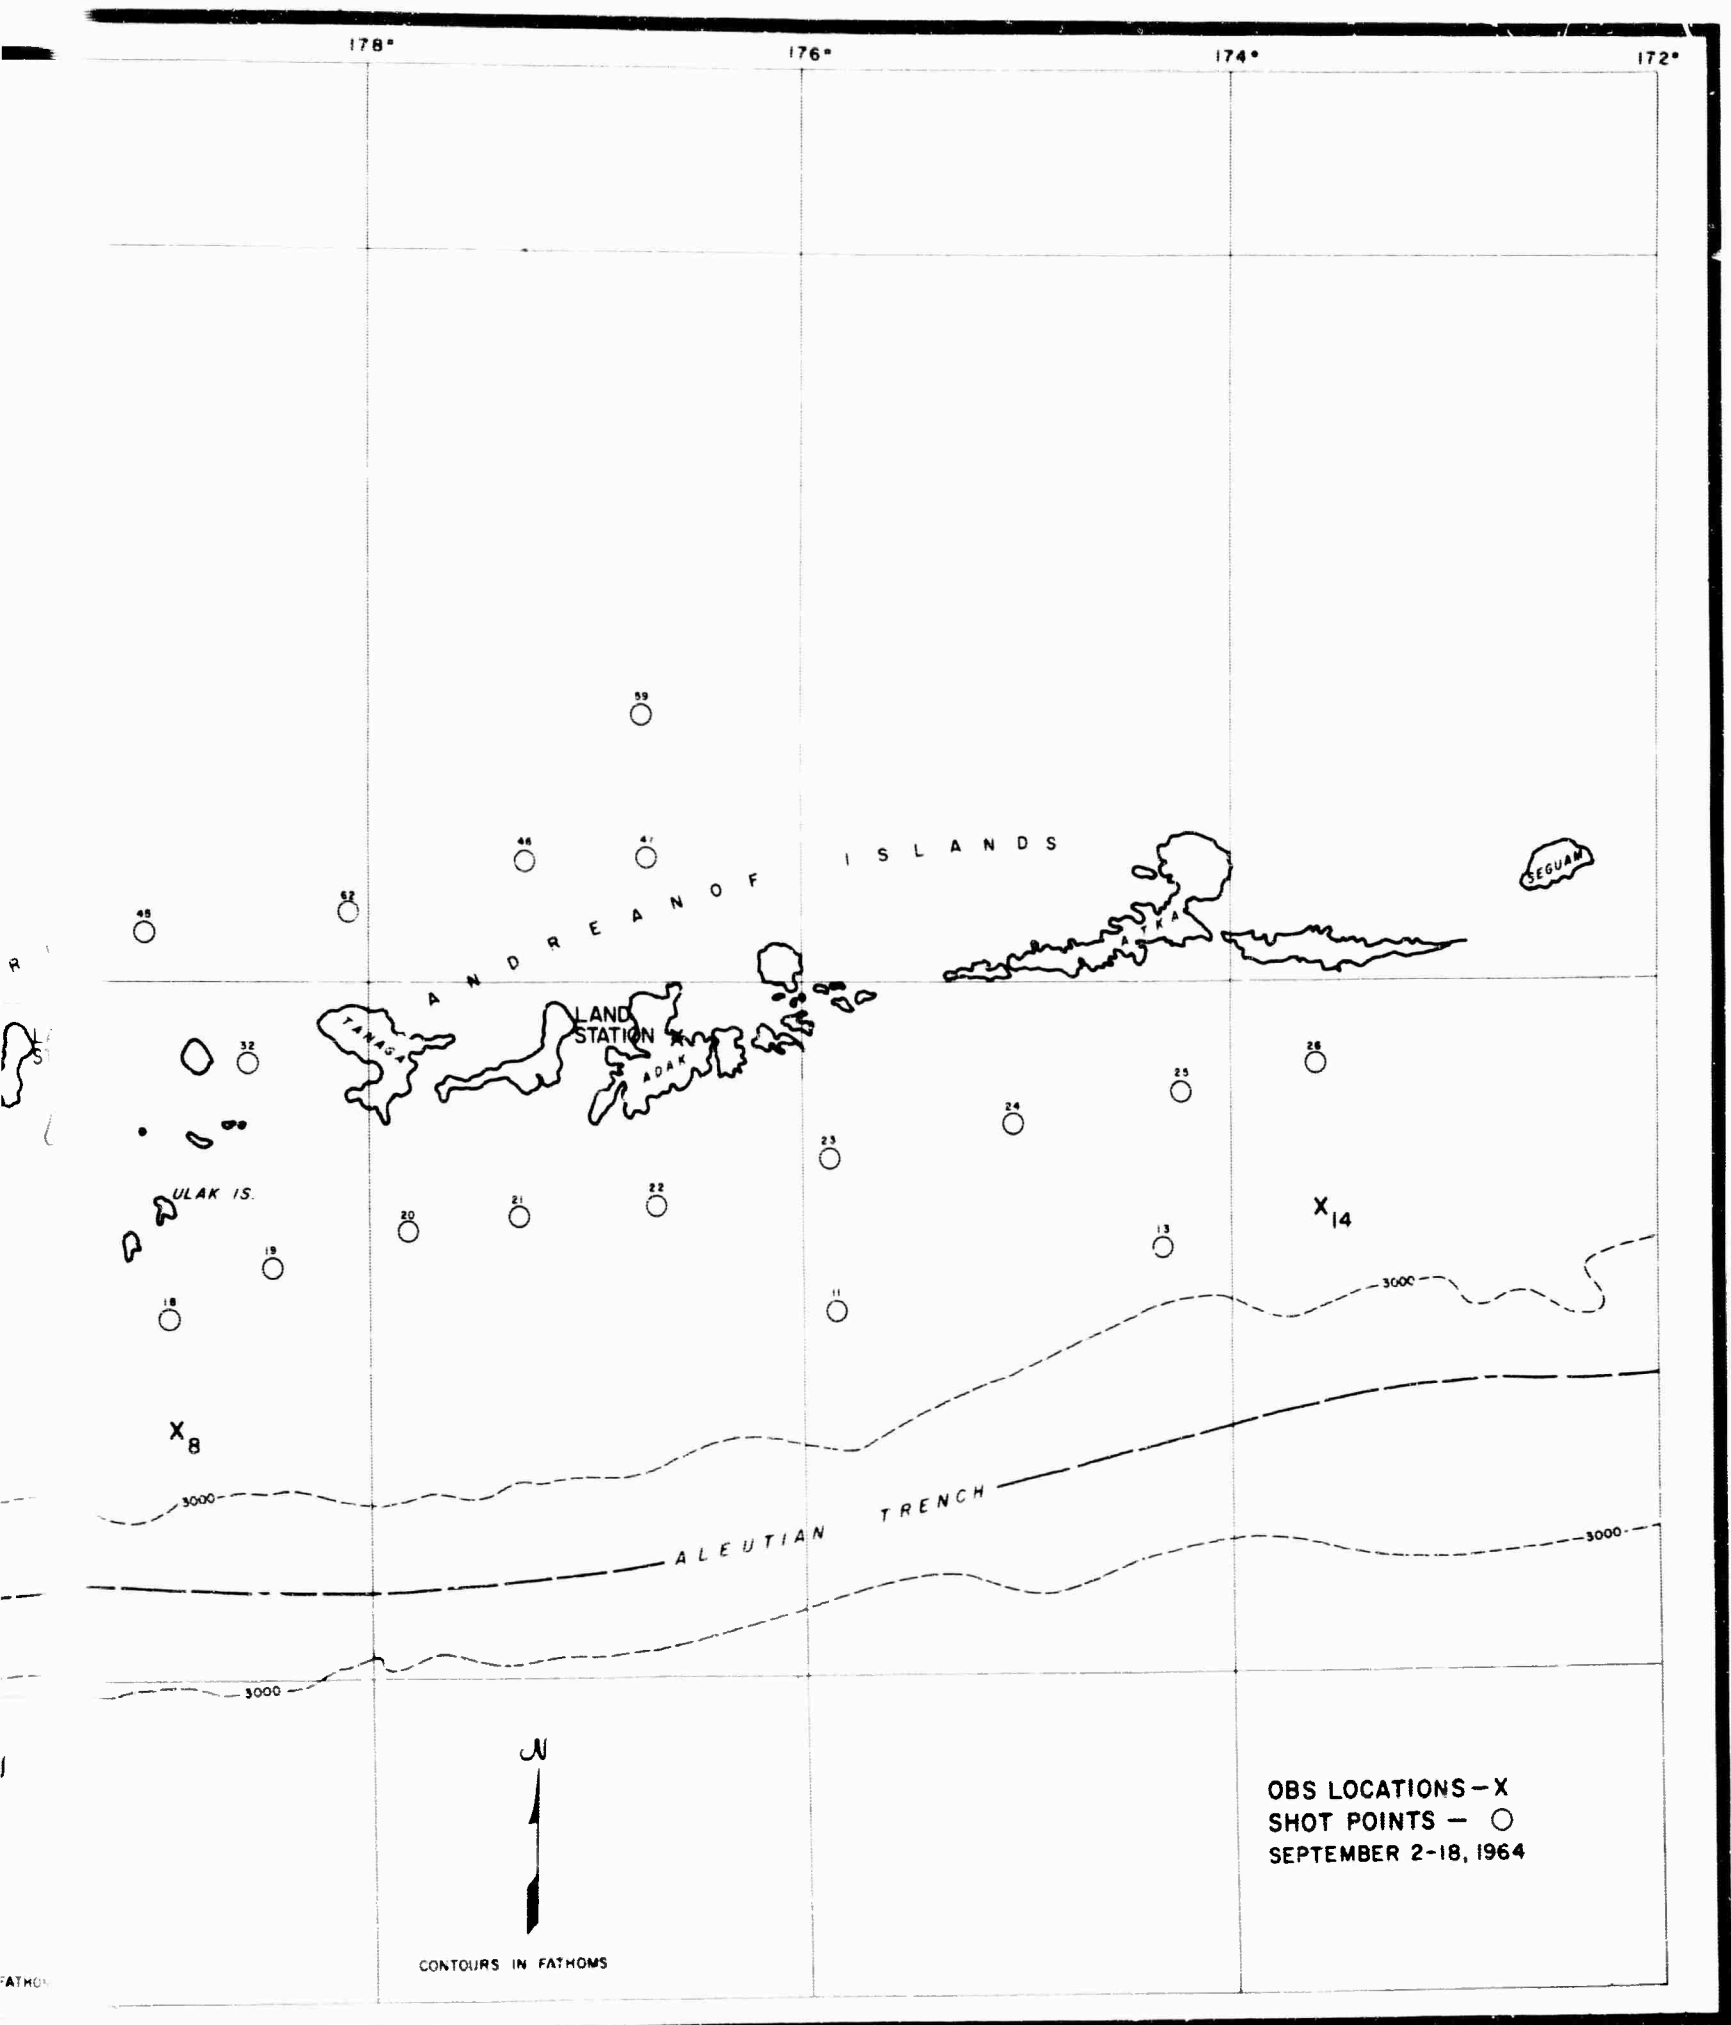 178° 176° 174° 172°
59
46 47
ANDREANOF ISLANDS
SEGUAM
62
45
ATKA
R
TANAGA
LAND
STATION
ADAK
32
26
25
24
23
ULAK IS.
22
21
20
X14
13
19
11
18
3000
X8
3000
ALEUTIAN TRENCH
3000
3000
N
OBS LOCATIONS—X
SHOT POINTS — ○
SEPTEMBER 2-18, 1964
CONTOURS IN FATHOMS